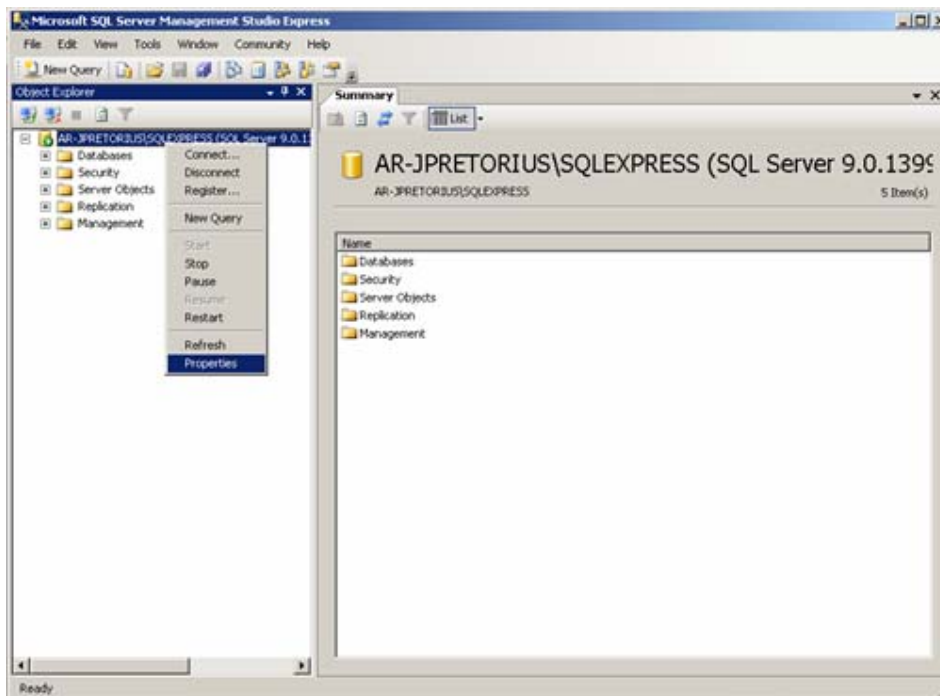 Microsoft SQL Server Management Studio Express
File Edit View Tools Window Community Help
New Query
Object Explorer
AR-JPRETORIUS\SQLEXPRESS (SQL Server 9.0.13
Databases
Security
Server Objects
Replication
Management
Connect...
Disconnect
Register...
New Query
Start
Stop
Pause
Resume
Restart
Refresh
Properties
Summary
List
AR-JPRETORIUS\SQLEXPRESS (SQL Server 9.0.1399
AR-JPRETORIUS\SQLEXPRESS
5 Item(s)
Name
Databases
Security
Server Objects
Replication
Management
Ready